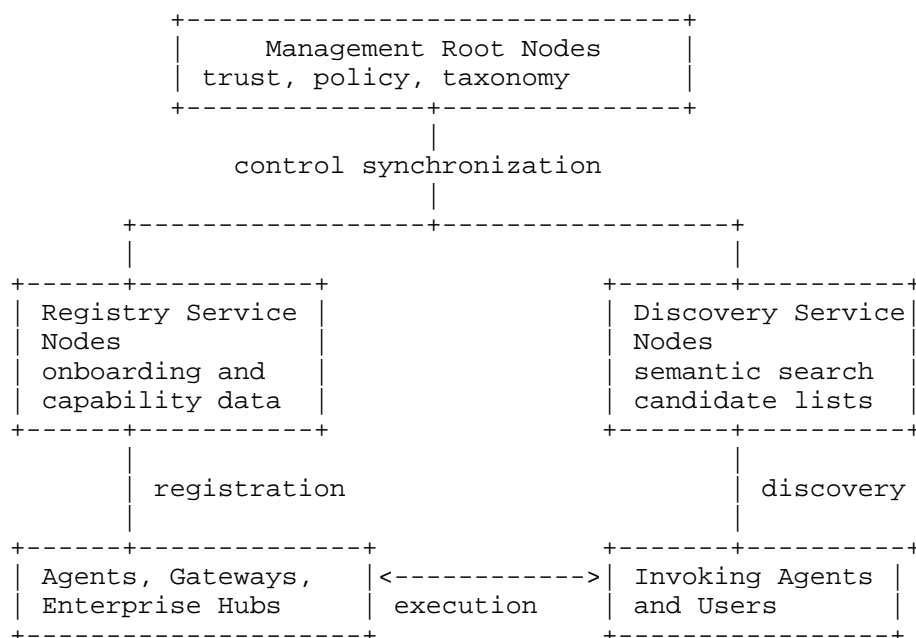 Management Root Nodes
trust, policy, taxonomy
control synchronization
Registry Service
Nodes
onboarding and
capability data
Discovery Service
Nodes
semantic search
candidate lists
registration
discovery
Agents, Gateways,
Enterprise Hubs
execution
Invoking Agents
and Users